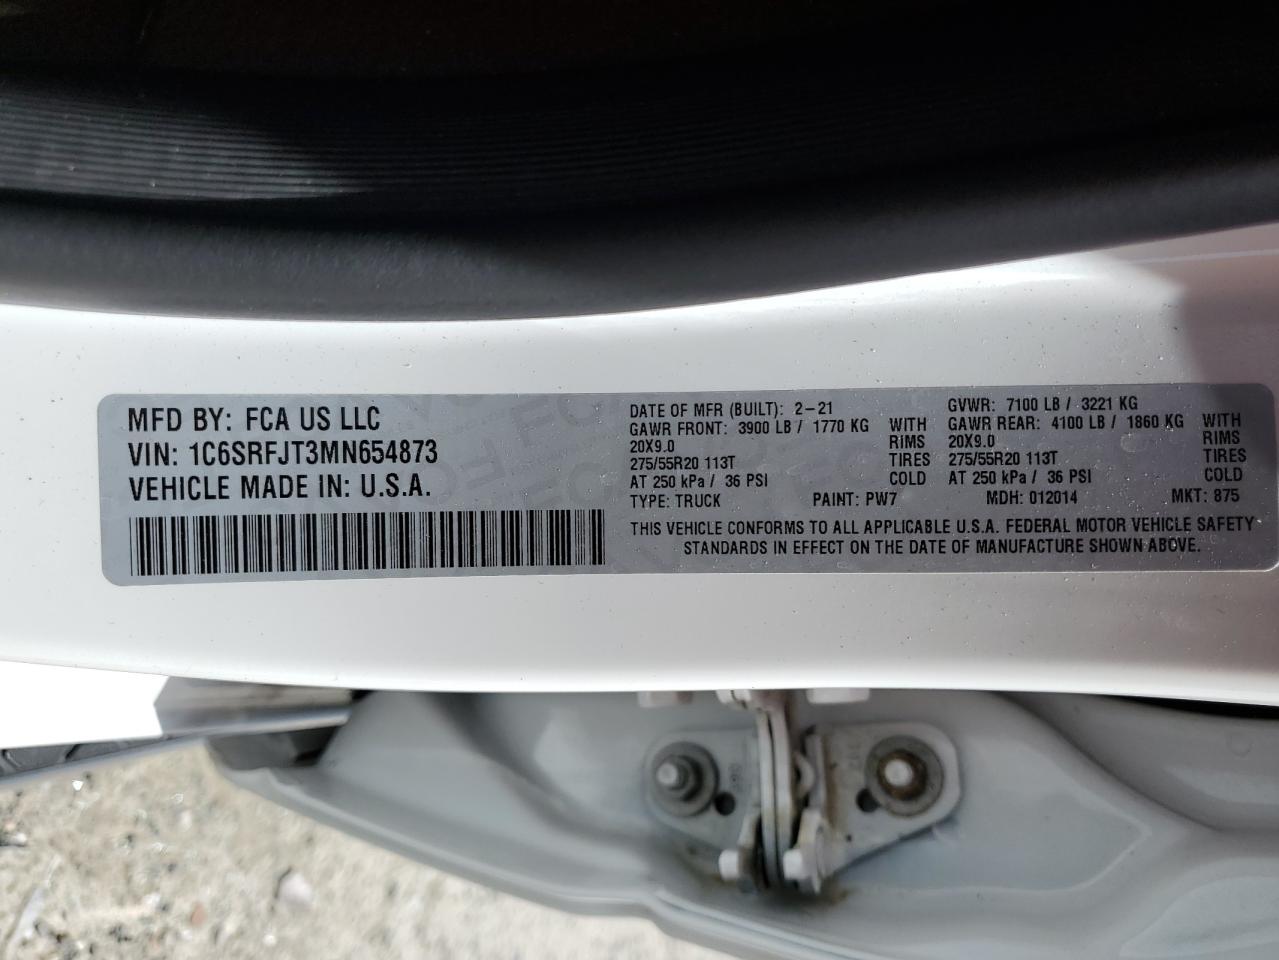 MFD BY: FCA US LLC
VIN: 1C6SRFJT3MN654873
VEHICLE MADE IN: U.S.A.
DATE OF MFR (BUILT): 2-21
GAWR FRONT: 3900 LB / 1770 KG WITH
20X9.0 RIMS
275/55R20 113T TIRES
AT 250 kPa / 36 PSI COLD
TYPE: TRUCK PAINT: PW7
GVWR: 7100 LB / 3221 KG
GAWR REAR: 4100 LB / 1860 KG WITH
20X9.0 RIMS
275/55R20 113T TIRES
AT 250 kPa / 36 PSI COLD
MDH: 012014 MKT: 875
THIS VEHICLE CONFORMS TO ALL APPLICABLE U.S.A. FEDERAL MOTOR VEHICLE SAFETY
STANDARDS IN EFFECT ON THE DATE OF MANUFACTURE SHOWN ABOVE.